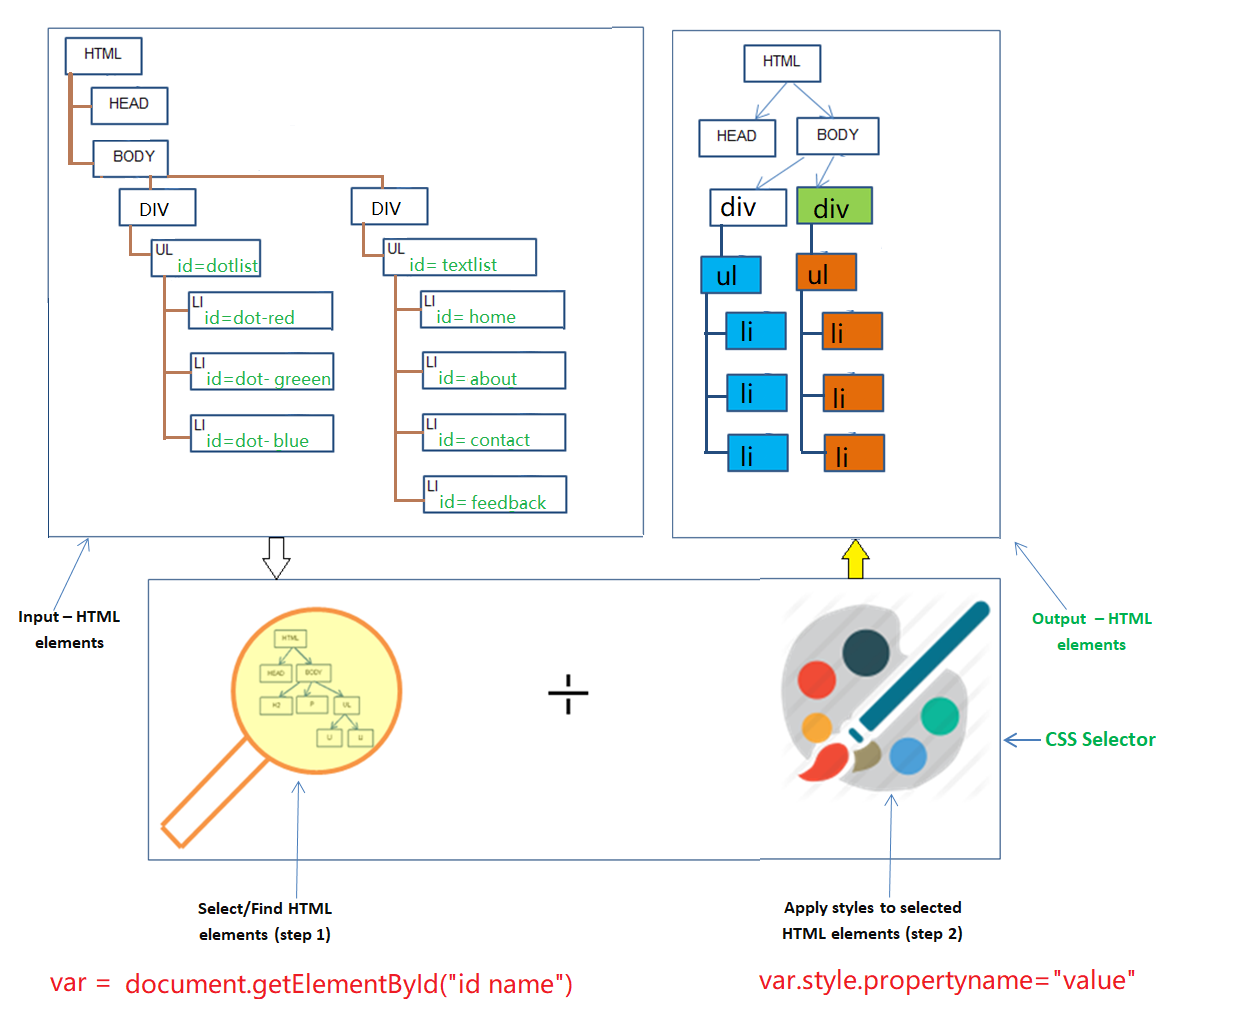 HTML
HEAD
BODY
DIV
DIV
UL
id=dotlist
UL
id= textlist
LI
id=dot-red
LI
id= home
LI
id=dot- greeen
LI
id= about
LI
id=dot- blue
LI
id= contact
LI
id= feedback
HTML
HEAD
BODY
div
div
ul
ul
li
li
li
li
li
li
Input – HTML
elements
Output – HTML
elements
HTML
HEAD
BODY
H2
P
UL
LI
LI
÷
CSS Selector
Select/Find HTML
elements (step 1)
Apply styles to selected
HTML elements (step 2)
var = document.getElementById("id name")
var.style.propertyname="value"